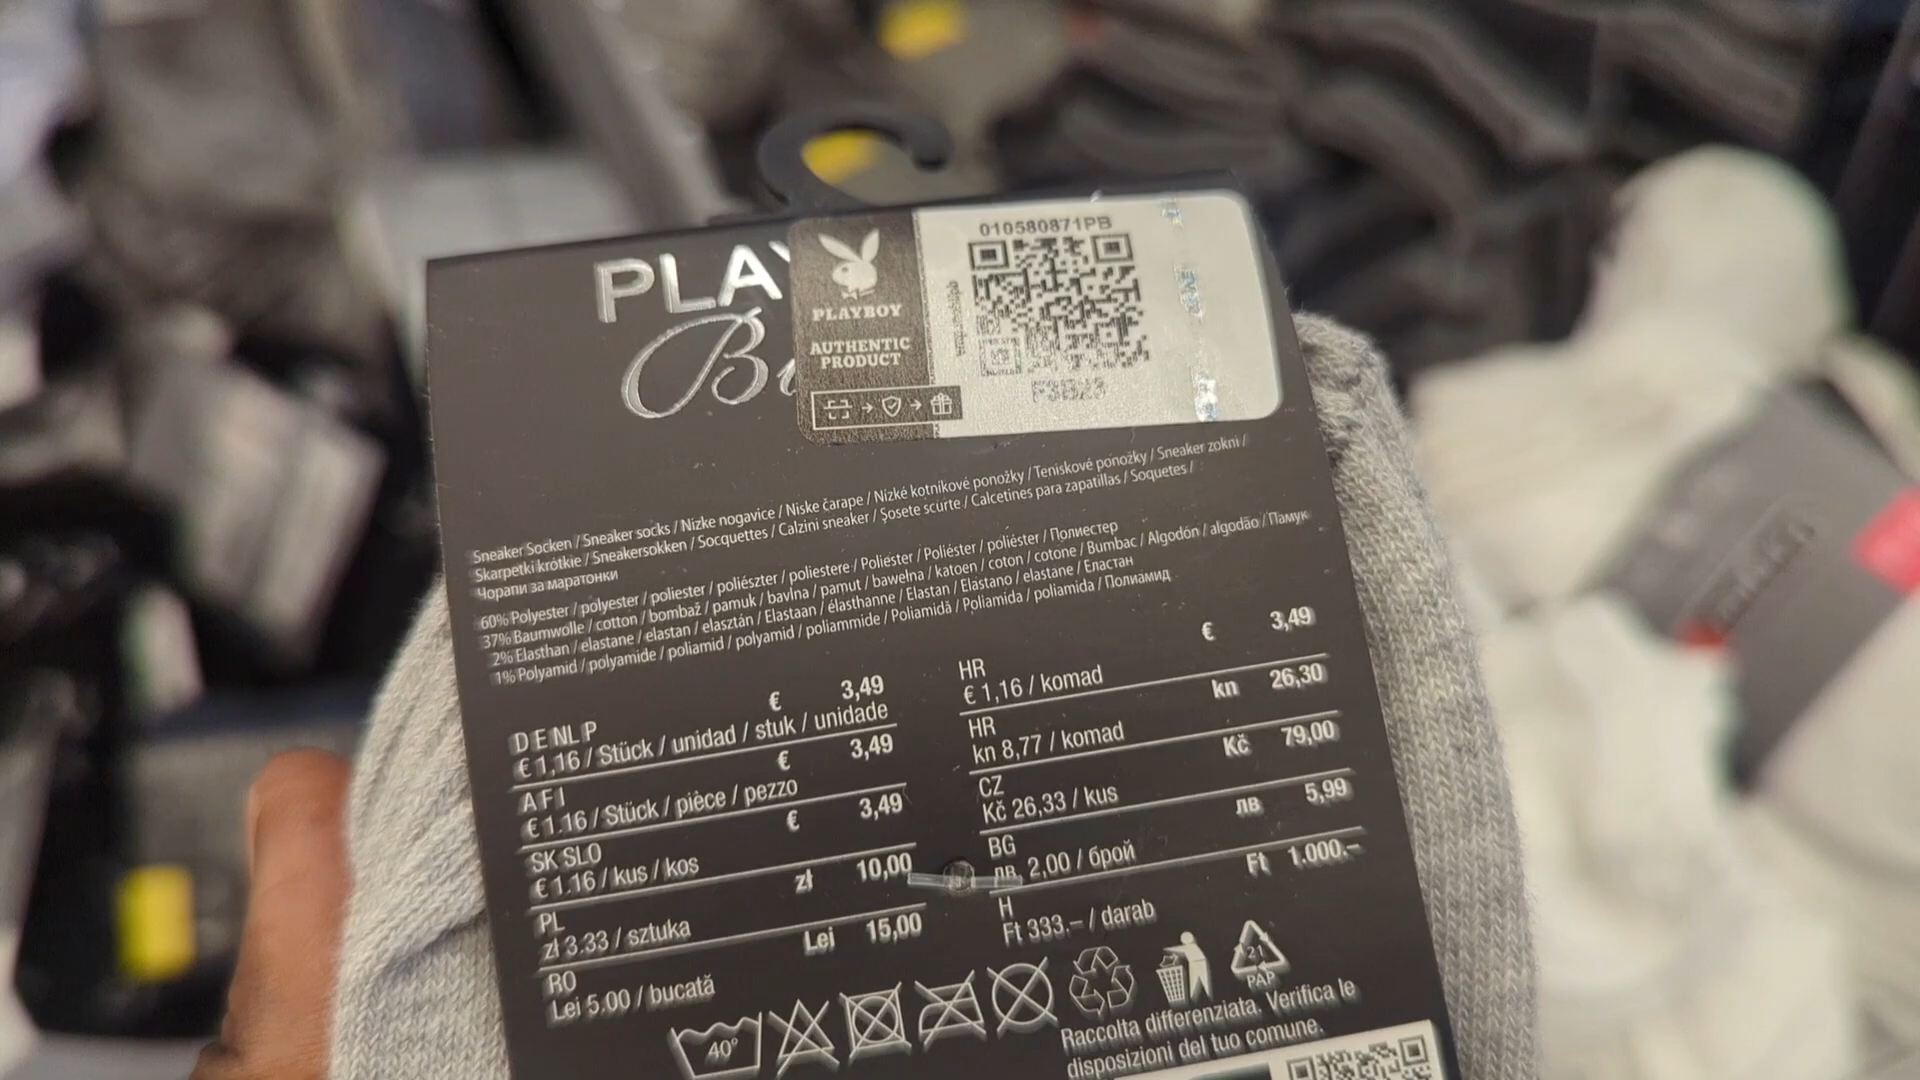 010580871PB
PLAY
PLAYBOY
AUTHENTIC
PRODUCT
F3B23
Sneaker Socken / Sneaker socks / Nizke nogavice / Niske čarape / Nízké kotníkové ponožky / Teniskové ponožky / Sneaker zokni /
Skarpetki krótkie / Sneakersokken / Socquettes / Calzini sneaker / Șosete scurte / Calcetines para zapatillas / Soquetes /
Чорапи за маратонки
60% Polyester / polyester / poliester / poliészter / poliestere / Poliester / Poliéster / poliéster / Полиестер
37% Baumwolle / cotton / bombaž / pamuk / bavlna / pamut / bawełna / katoen / coton / cotone / Bumbac / Algodón / algodão / Памук
2% Elasthan / elastane / elastan / elasztán / Elastaan / élasthanne / Elastan / Elastano / elastane / Еластан
1% Polyamid / polyamide / poliamid / polyamid / poliammide / Poliamidă / Poliamida / poliamida / Полиамид
€ 3,49
D E NL P
€ 1,16 / Stück / unidad / stuk / unidade
€ 3,49
A F I
€ 1.16 / Stück / pièce / pezzo
€ 3,49
SK SLO
€ 1.16 / kus / kos
zł 10,00
PL
zł 3.33 / sztuka
Lei 15,00
RO
Lei 5.00 / bucată
€ 3,49
HR
€ 1,16 / komad
kn 26,30
HR
kn 8,77 / komad
Kč 79,00
CZ
Kč 26,33 / kus
лв 5,99
BG
лв. 2,00 / брой
Ft 1.000.-
H
Ft 333.- / darab
40°
21
PAP
Raccolta differenziata. Verifica le
disposizioni del tuo comune.